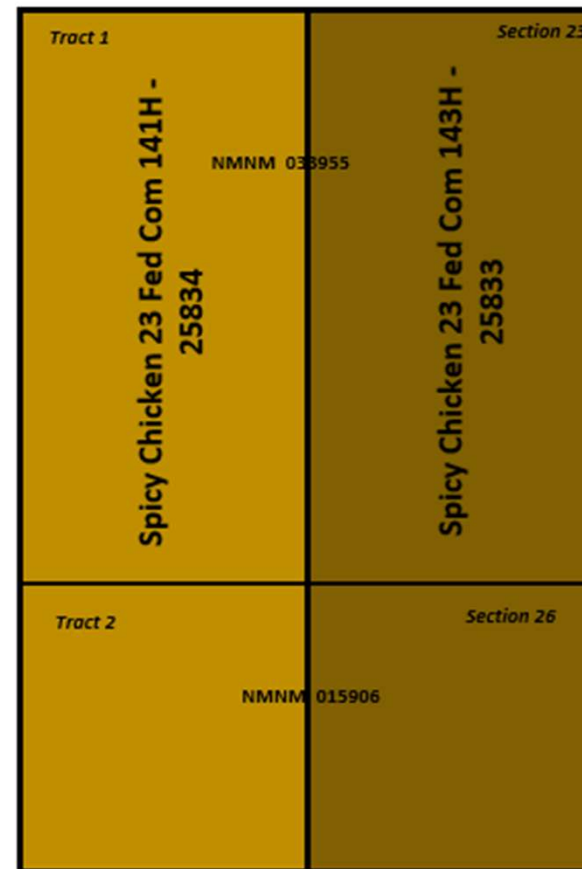 Tract 1
Section 23
NMNM 033955
Spicy Chicken 23 Fed Com 141H -
25834
Spicy Chicken 23 Fed Com 143H -
25833
Tract 2
Section 26
NMNM 015906